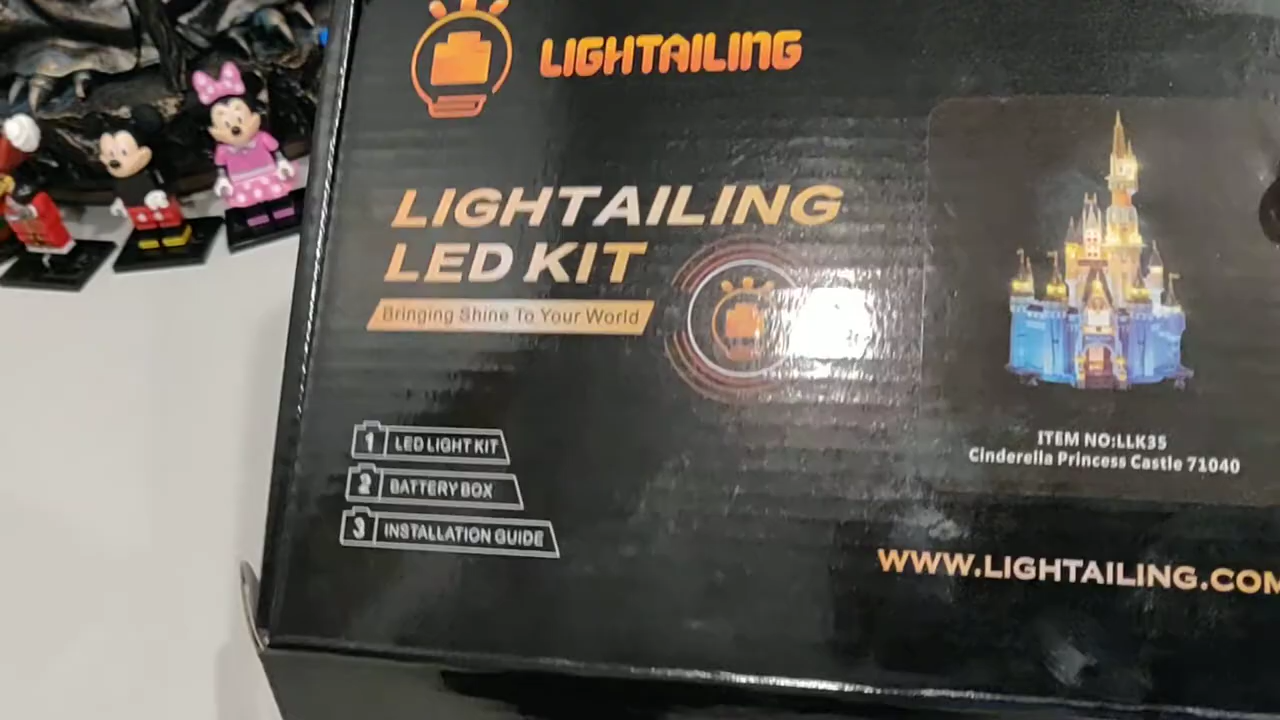 LIGHTAILING
LIGHTAILING
LED KIT
Bringing Shine To Your World
1 LED LIGHT KIT
2 BATTERY BOX
3 INSTALLATION GUIDE
ITEM NO:LLK35
Cinderella Princess Castle 71040
WWW.LIGHTAILING.COM